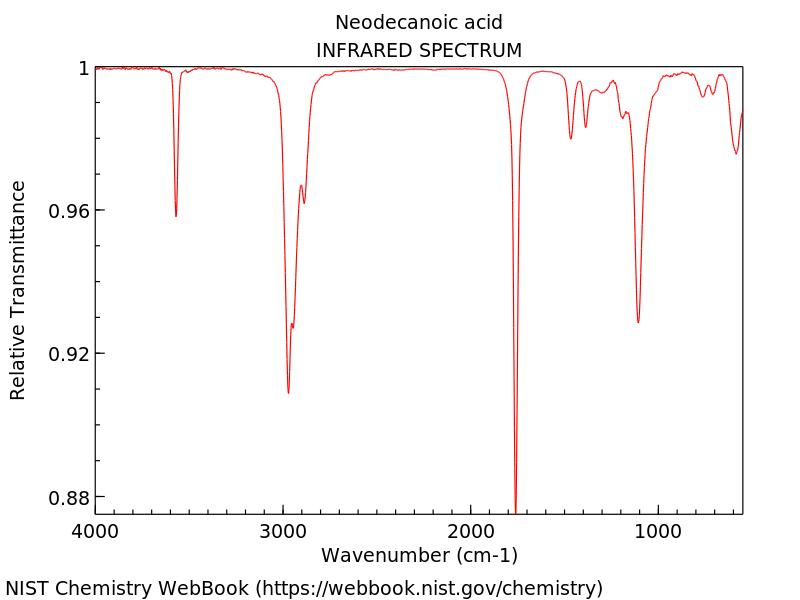 Neodecanoic acid
INFRARED SPECTRUM
1
0.96
0.92
0.88
Relative Transmittance
4000 3000 2000 1000
Wavenumber (cm-1)
NIST Chemistry WebBook (https://webbook.nist.gov/chemistry)